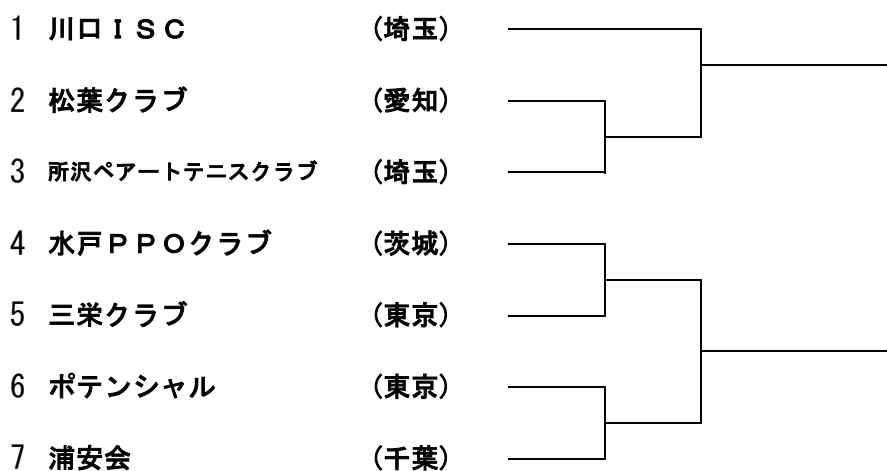 1 川口ＩＳＣ (埼玉)
2 松葉クラブ (愛知)
3 所沢ペアートテニスクラブ (埼玉)
4 水戸ＰＰＯクラブ (茨城)
5 三栄クラブ (東京)
6 ポテンシャル (東京)
7 浦安会 (千葉)